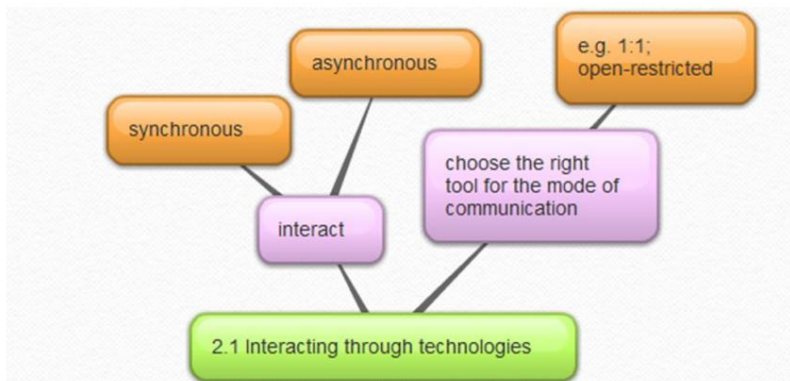 e.g. 1:1;
open-restricted
asynchronous
synchronous
choose the right
tool for the mode of
communication
interact
2.1 Interacting through technologies